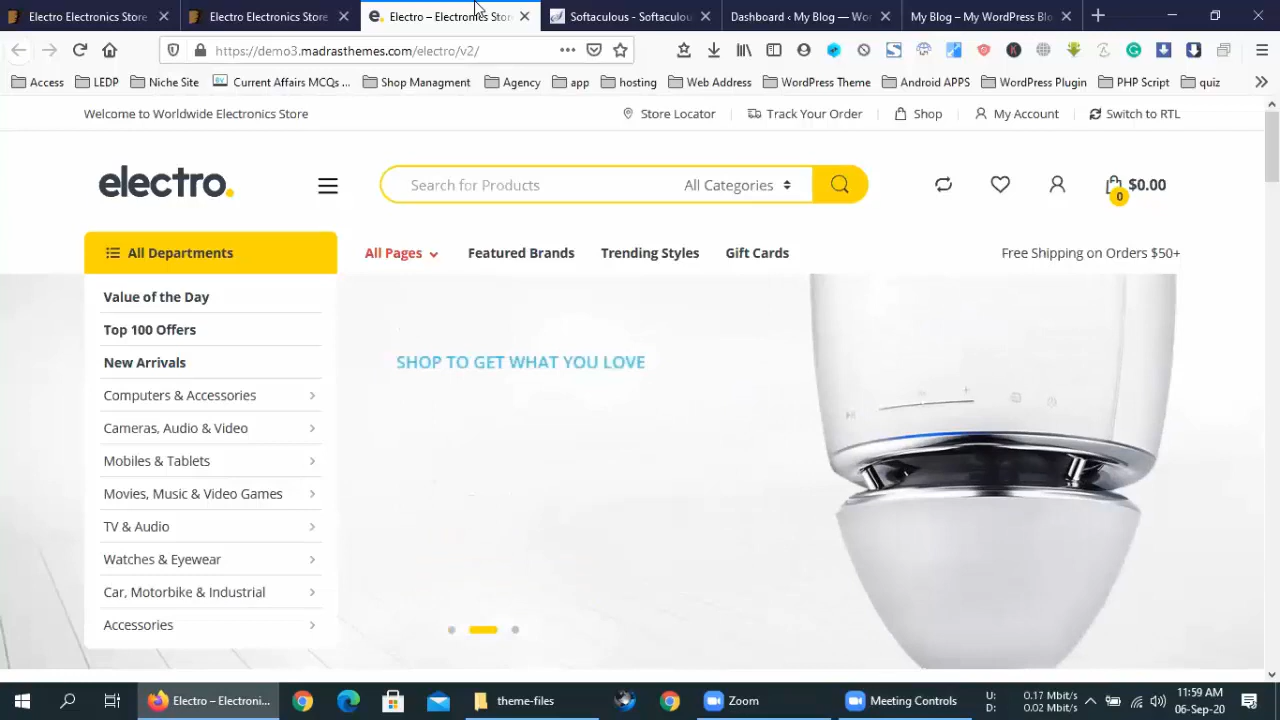 Electro Electronics Store
Electro Electronics Store
e. Electro – Electronics Stor
Softaculous - Softaculou
Dashboard ‹ My Blog — Wor
My Blog – My WordPress Blo
https://demo3.madrasthemes.com/electro/v2/
Access
LEDP
Niche Site
Current Affairs MCQs ...
Shop Managment
Agency
app
hosting
Web Address
WordPress Theme
Android APPS
WordPress Plugin
PHP Script
quiz
Welcome to Worldwide Electronics Store
Store Locator
Track Your Order
Shop
My Account
Switch to RTL
electro.
Search for Products
All Categories
0
$0.00
All Departments
All Pages
Featured Brands
Trending Styles
Gift Cards
Free Shipping on Orders $50+
Value of the Day
Top 100 Offers
New Arrivals
Computers & Accessories
Cameras, Audio & Video
Mobiles & Tablets
Movies, Music & Video Games
TV & Audio
Watches & Eyewear
Car, Motorbike & Industrial
Accessories
SHOP TO GET WHAT YOU LOVE
Electro – Electroni...
theme-files
Zoom
Meeting Controls
U: 0.17 Mbit/s
D: 0.02 Mbit/s
11:59 AM
06-Sep-20